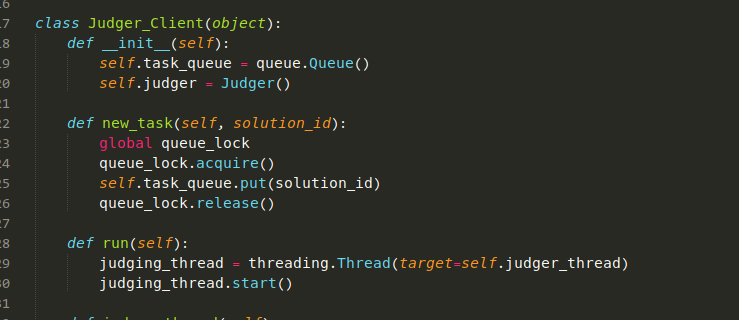 16
17 class Judger_Client(object):
18 def __init__(self):
19 self.task_queue = queue.Queue()
20 self.judger = Judger()
21
22 def new_task(self, solution_id):
23 global queue_lock
24 queue_lock.acquire()
25 self.task_queue.put(solution_id)
26 queue_lock.release()
27
28 def run(self):
29 judging_thread = threading.Thread(target=self.judger_thread)
30 judging_thread.start()
31